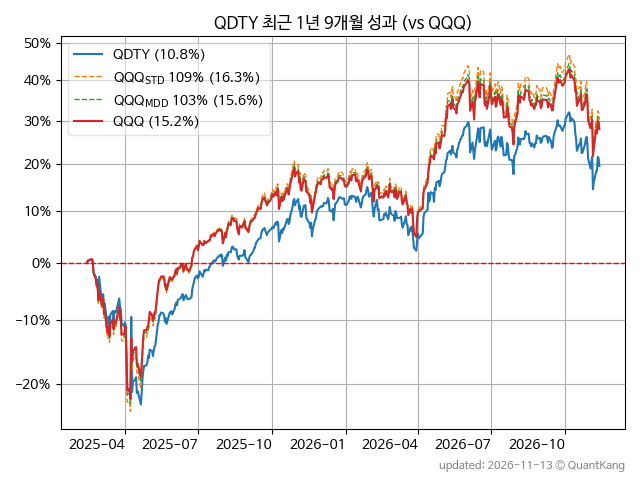 QDTY 최근 1년 9개월 성과 (vs QQQ)
50%
40%
30%
20%
10%
0%
−10%
−20%
QDTY (10.8%)
QQQSTD 109% (16.3%)
QQQMDD 103% (15.6%)
QQQ (15.2%)
2025−04 2025−07 2025−10 2026−01 2026−04 2026−07 2026−10
updated: 2026-11-13 © QuantKang